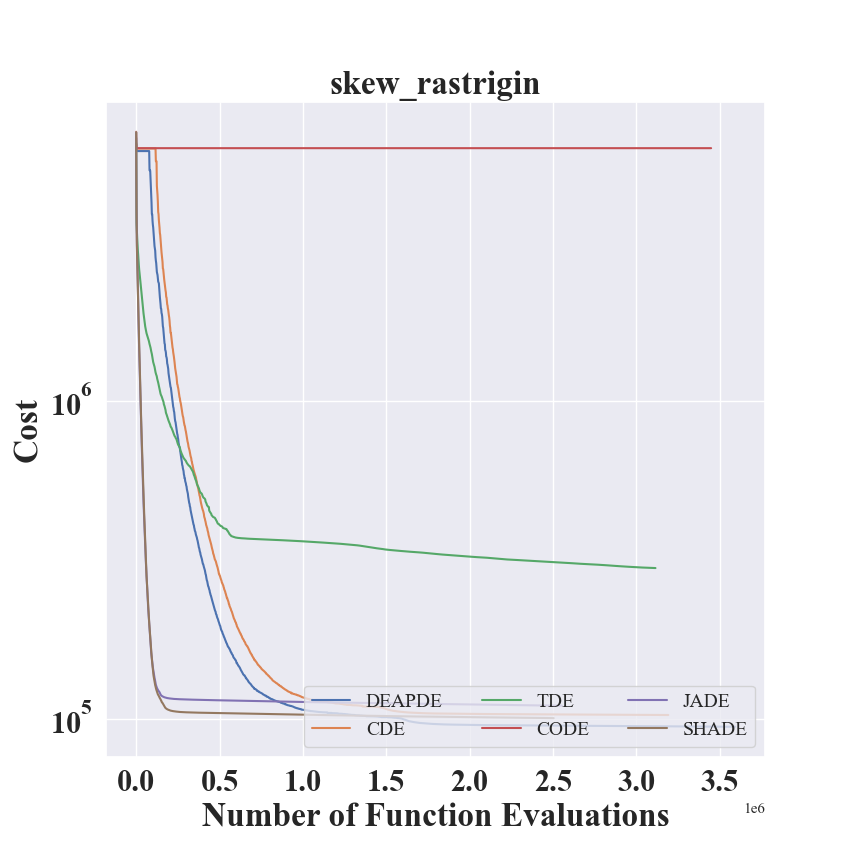 skew_rastrigin
Cost
10^6
10^5
DEAPDE TDE JADE
CDE CODE SHADE
0.0 0.5 1.0 1.5 2.0 2.5 3.0 3.5
1e6
Number of Function Evaluations